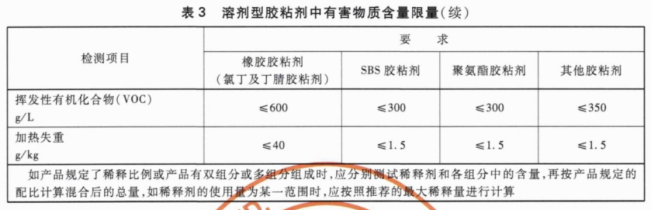 表 3 溶剂型胶粘剂中有害物质含量限量(续)
检测项目
要 求
橡胶胶粘剂
(氯丁及丁腈胶粘剂)
SBS 胶粘剂
聚氨酯胶粘剂
其他胶粘剂
挥发性有机化合物(VOC)
g/L
≤600
≤300
≤300
≤350
加热失重
g/kg
≤40
≤1.5
≤1.5
≤1.5
如产品规定了稀释比例或产品有双组分或多组分组成时,应分别测试稀释剂和各组分中的含量,再按产品规定的
配比计算混合后的总量,如稀释剂的使用量为某一范围时,应按照推荐的最大稀释量进行计算